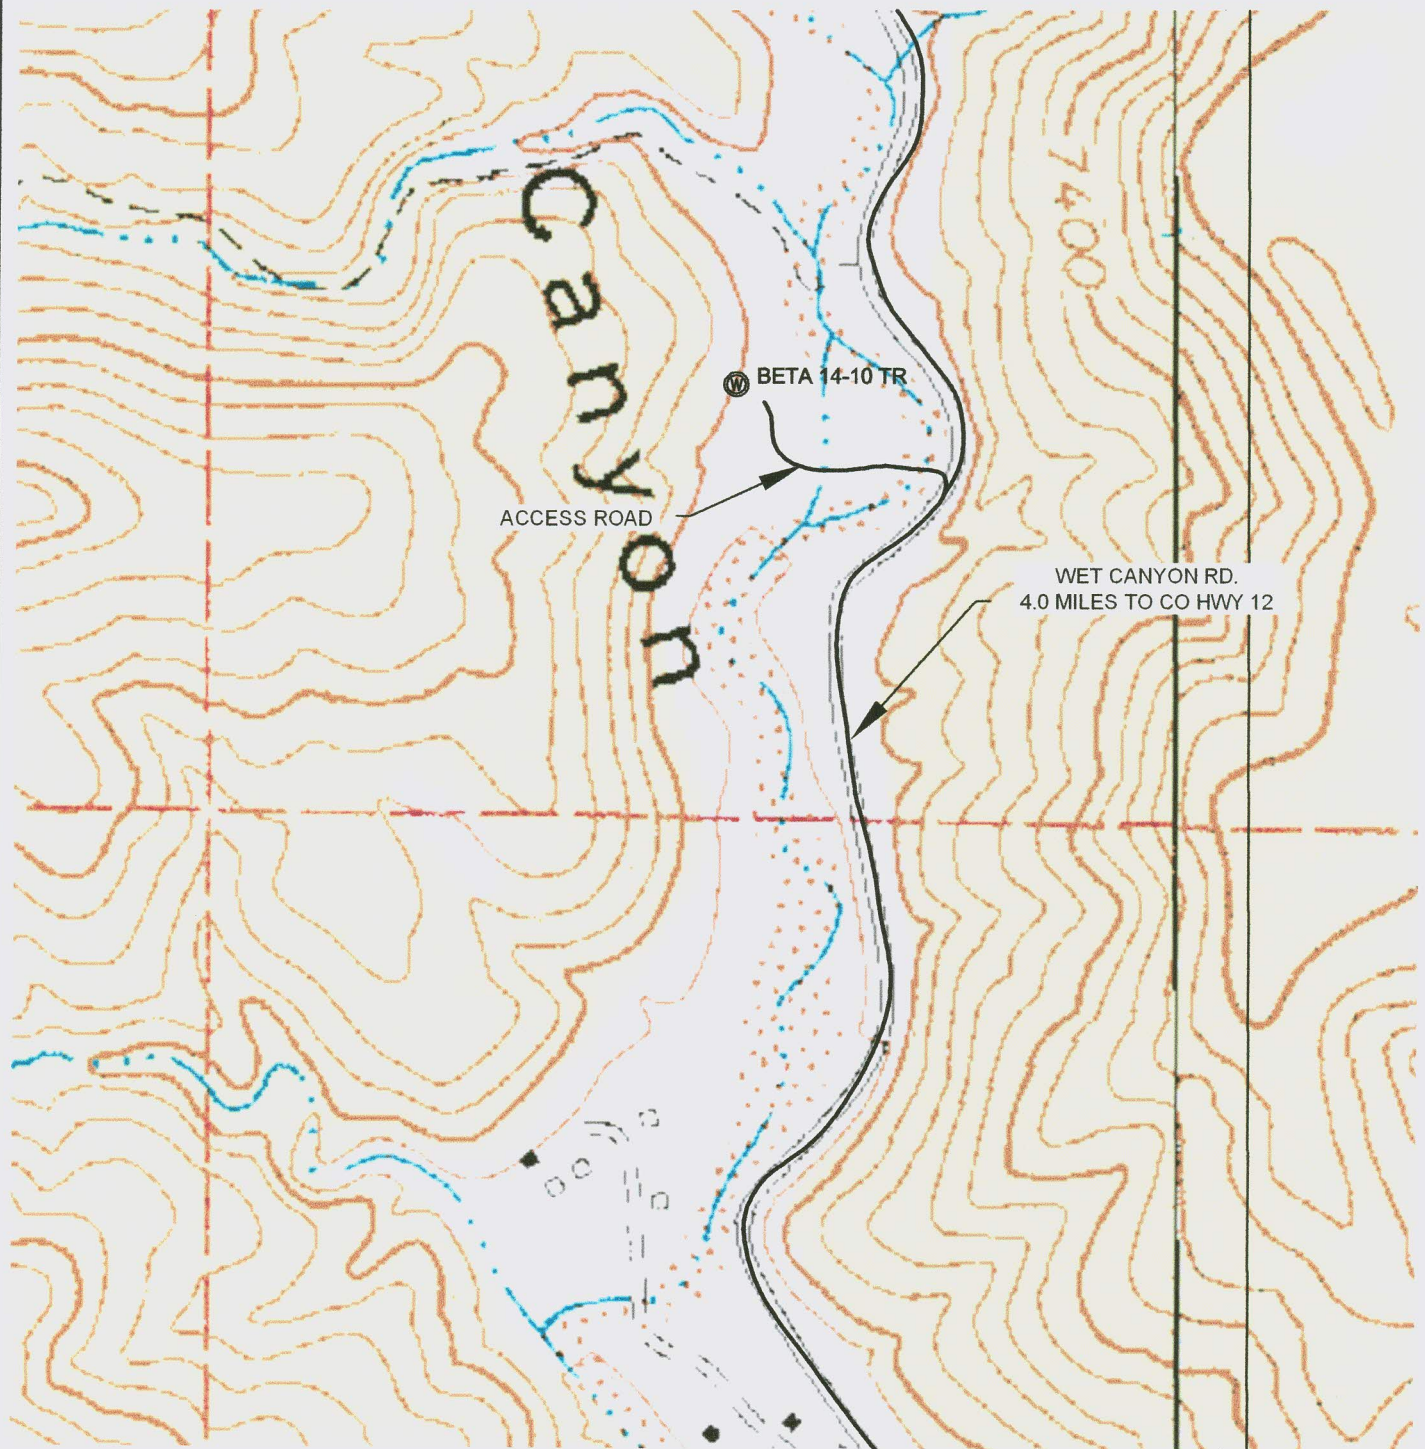 Canyon
7400
W BETA 14-10 TR
ACCESS ROAD
WET CANYON RD.
4.0 MILES TO CO HWY 12